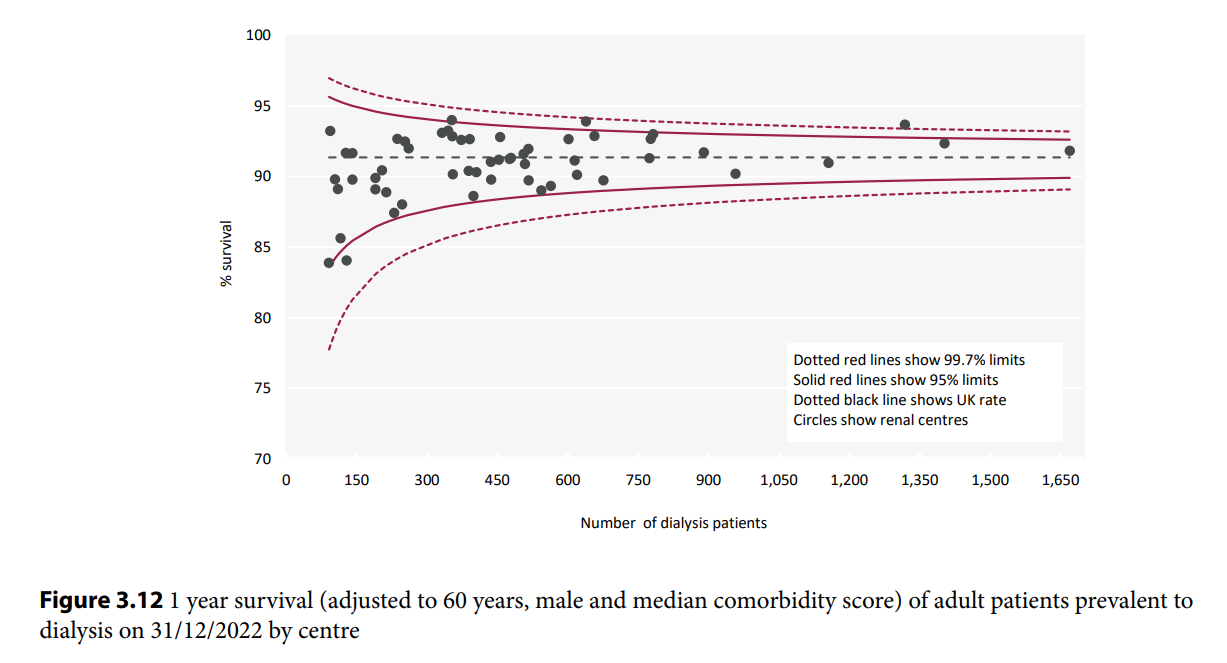 100
95
90
85
80
75
70
% survival
Dotted red lines show 99.7% limits
Solid red lines show 95% limits
Dotted black line shows UK rate
Circles show renal centres
0 150 300 450 600 750 900 1,050 1,200 1,350 1,500 1,650
Number of dialysis patients
Figure 3.12 1 year survival (adjusted to 60 years, male and median comorbidity score) of adult patients prevalent to
dialysis on 31/12/2022 by centre